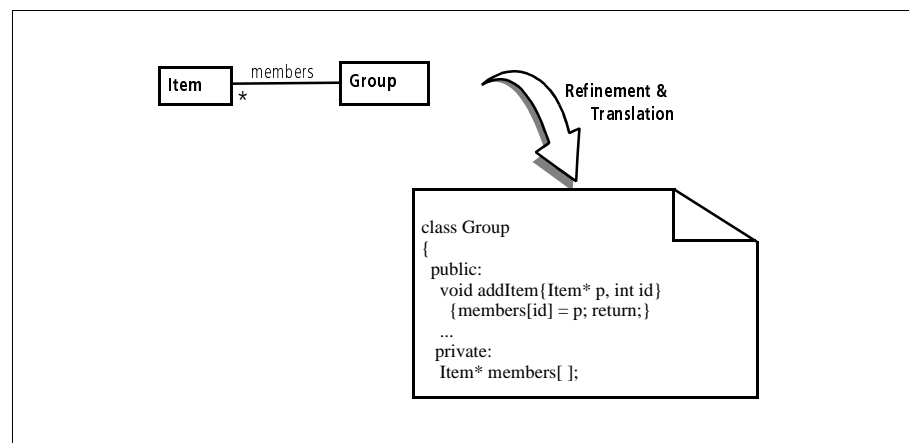 members
Item
Group
*
Refinement &
Translation
class Group
{
public:
void addItem{Item* p, int id}
{members[id] = p; return;}
...
private:
Item* members[ ];